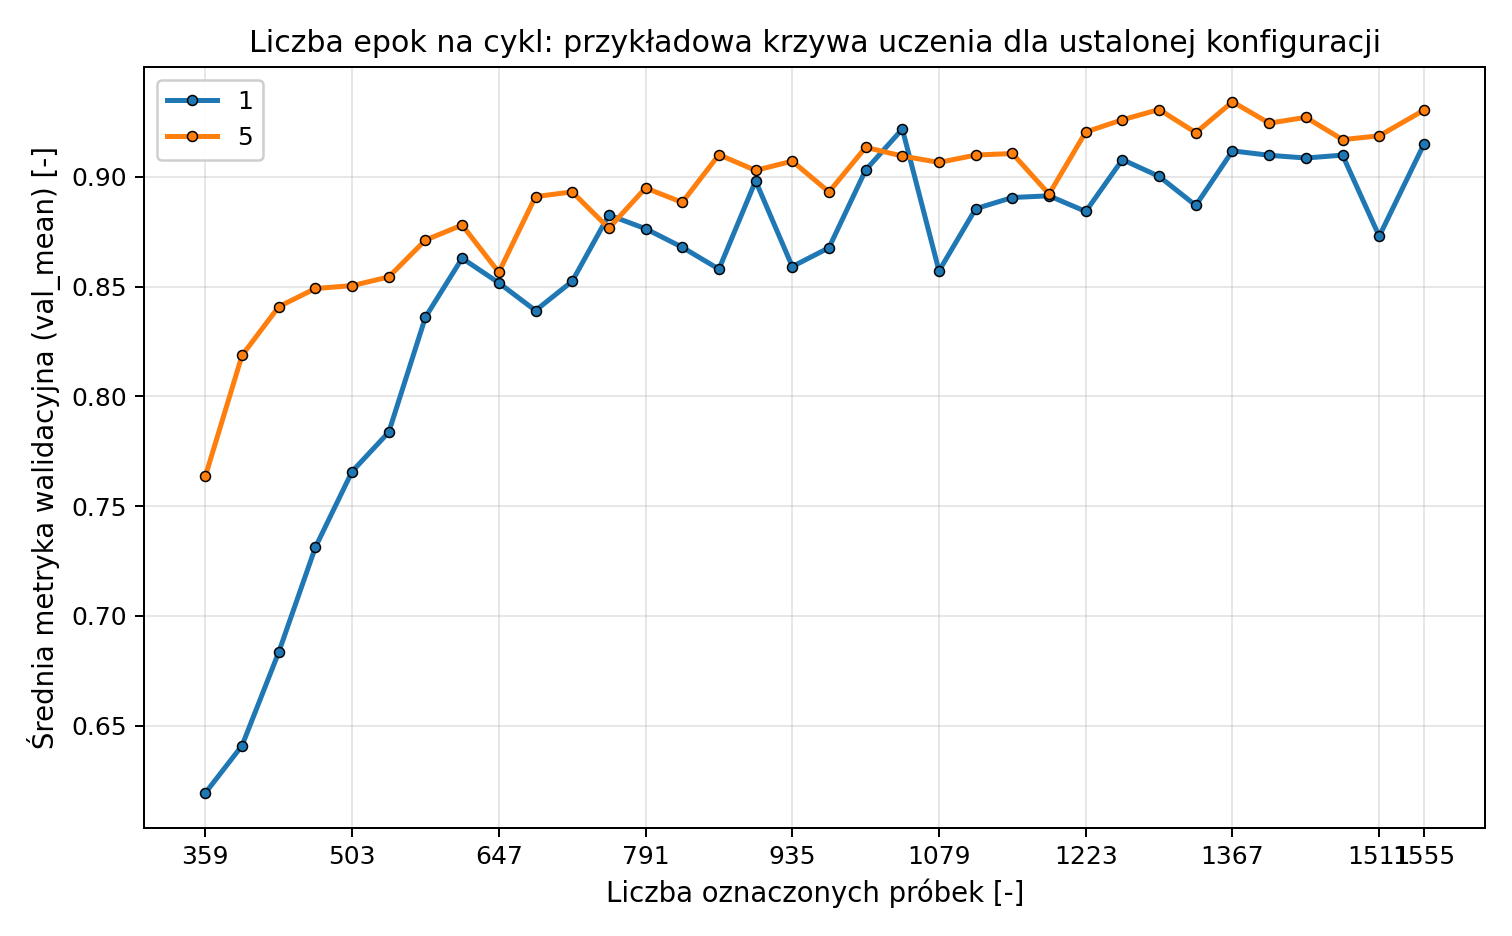 Liczba epok na cykl: przykładowa krzywa uczenia dla ustalonej konfiguracji
1
5
Średnia metryka walidacyjna (val_mean) [-]
0.90
0.85
0.80
0.75
0.70
0.65
359 503 647 791 935 1079 1223 1367 1511 1555
Liczba oznaczonych próbek [-]